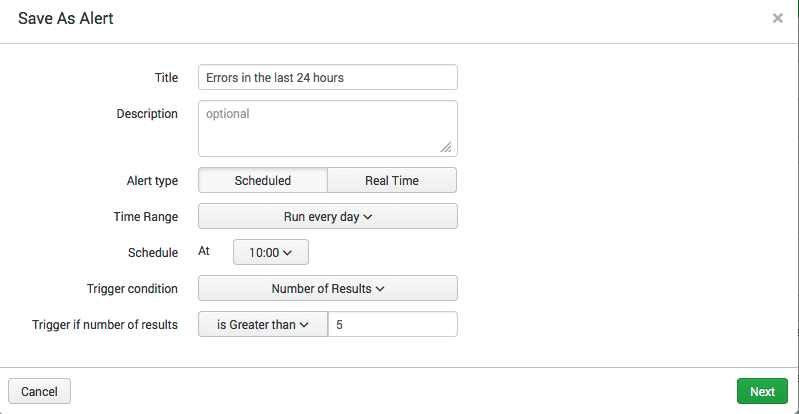 Save As Alert ×
Title Errors in the last 24 hours
Description optional
Alert type Scheduled Real Time
Time Range Run every day
Schedule At 10:00
Trigger condition Number of Results
Trigger if number of results is Greater than 5
Cancel Next